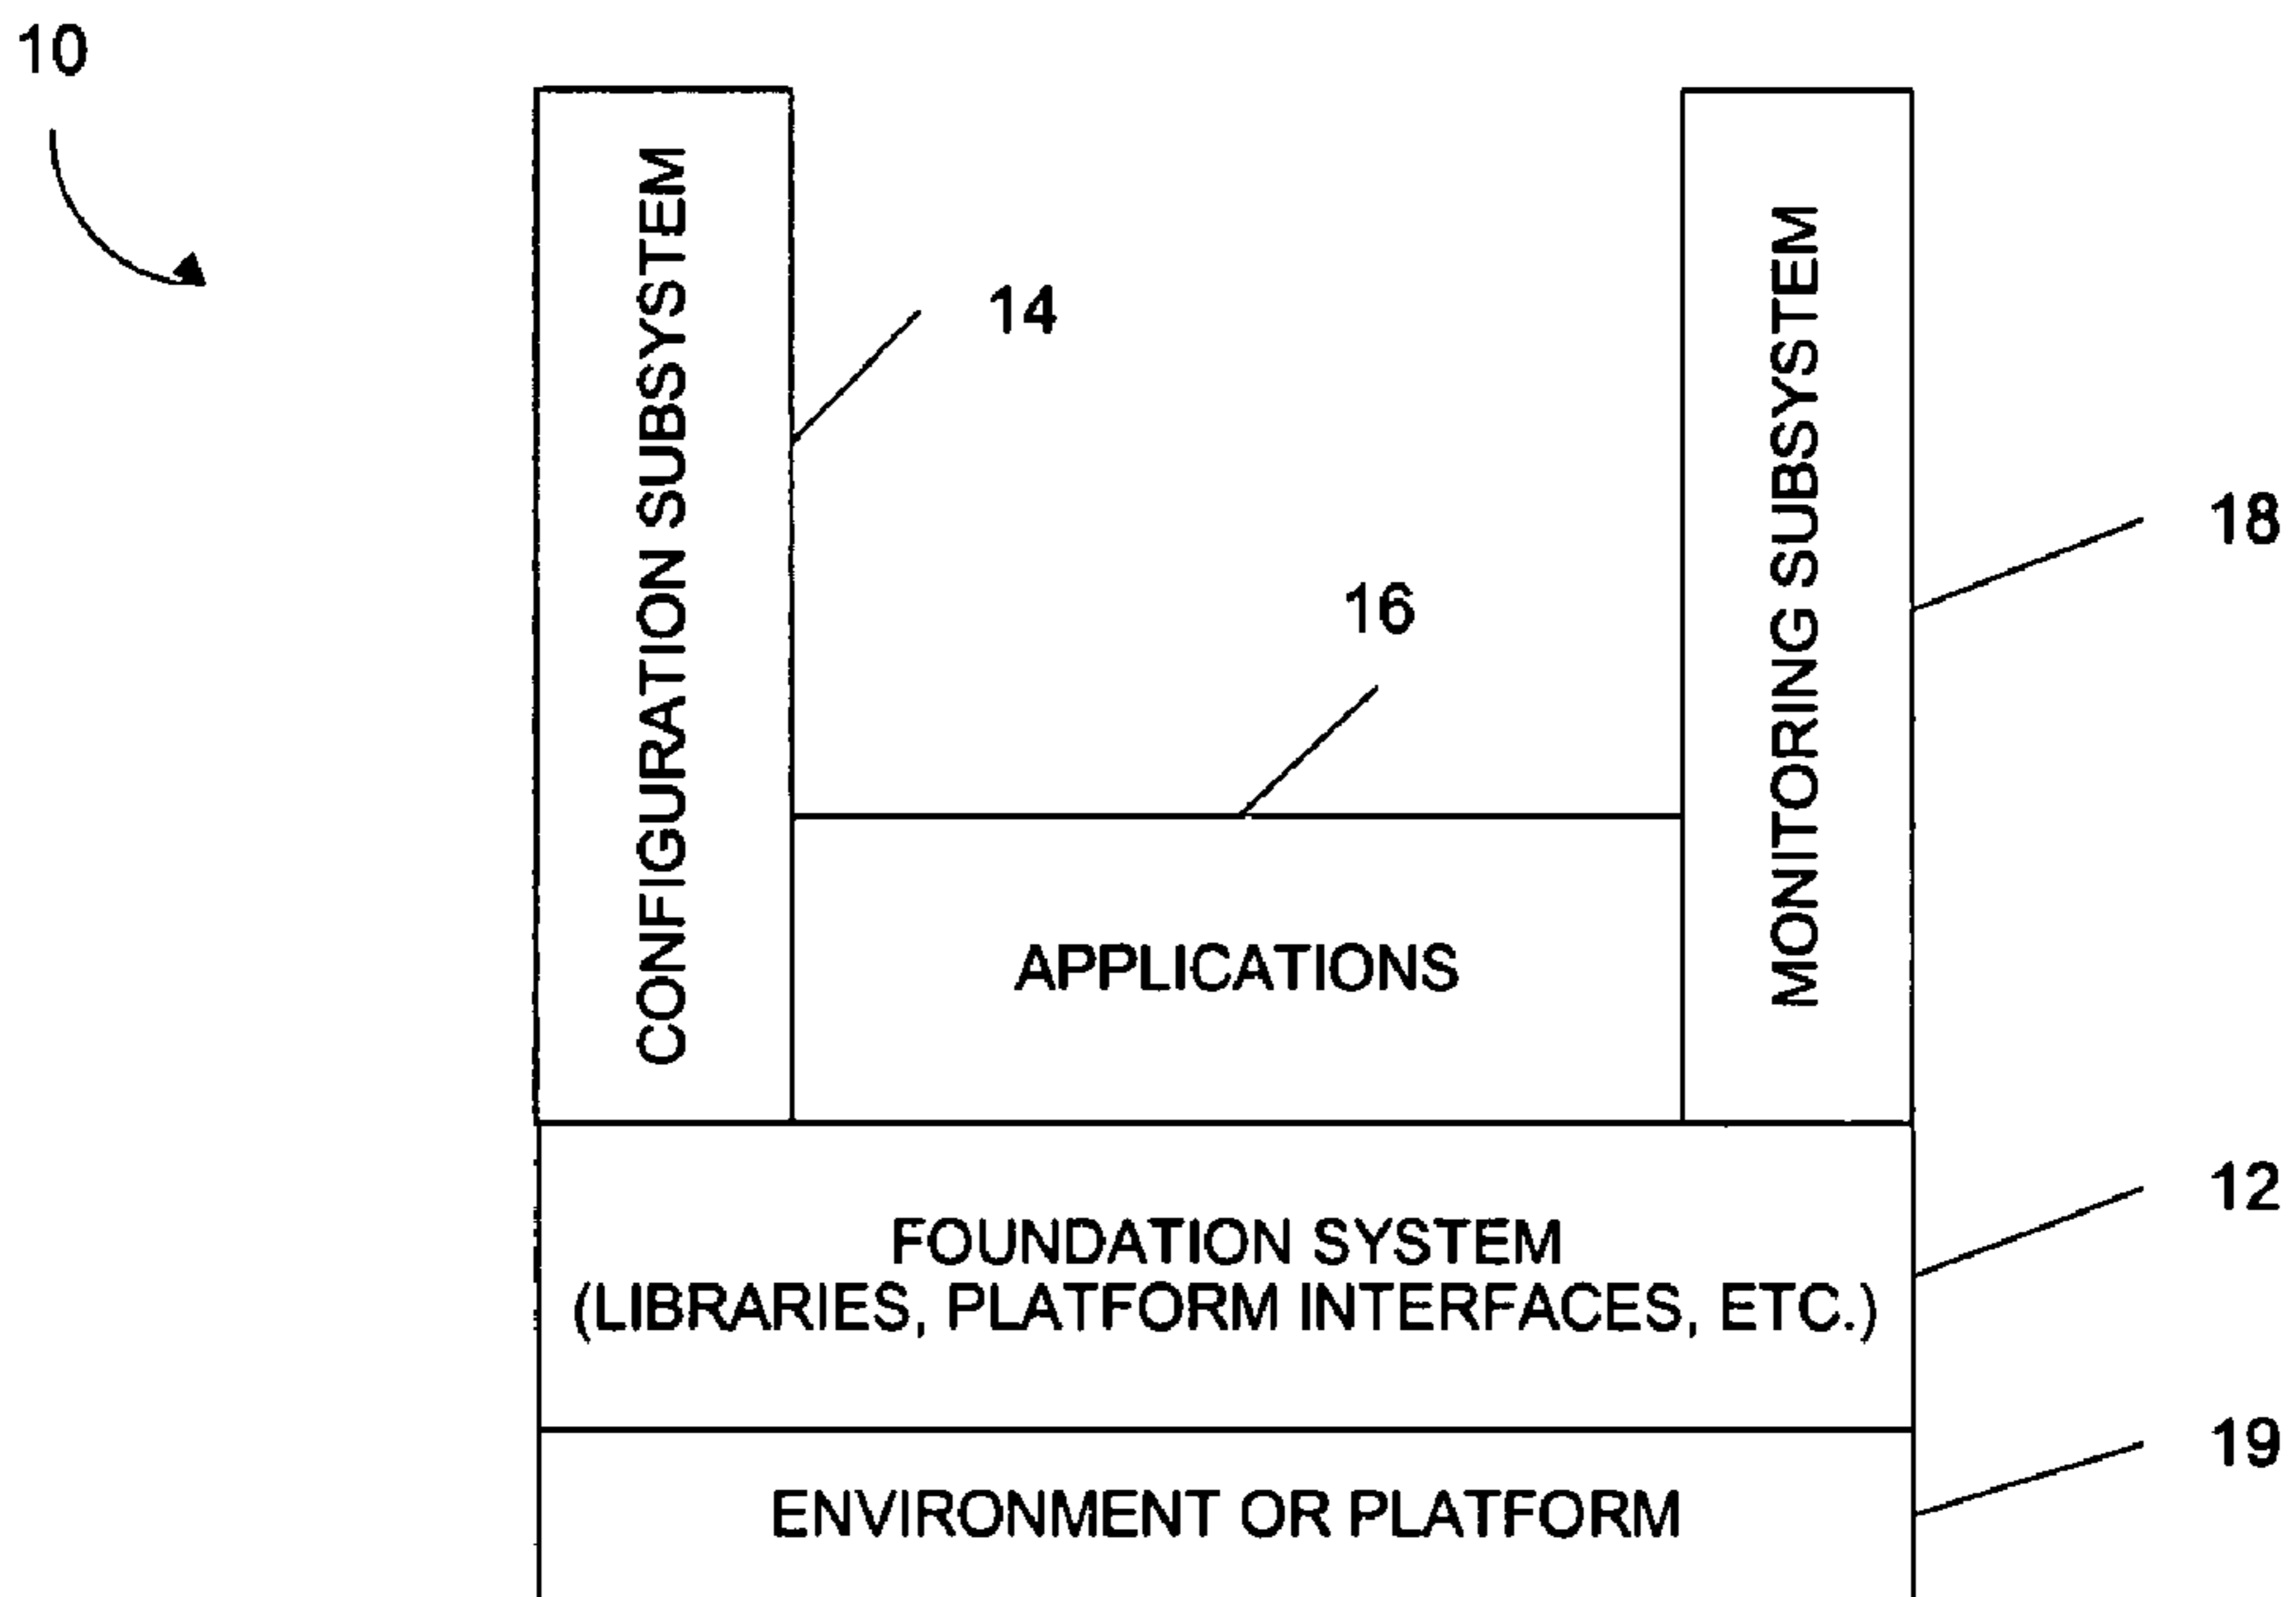 10
CONFIGURATION SUBSYSTEM
14
MONITORING SUBSYSTEM
18
16
APPLICATIONS
12
FOUNDATION SYSTEM
(LIBRARIES, PLATFORM INTERFACES, ETC.)
19
ENVIRONMENT OR PLATFORM